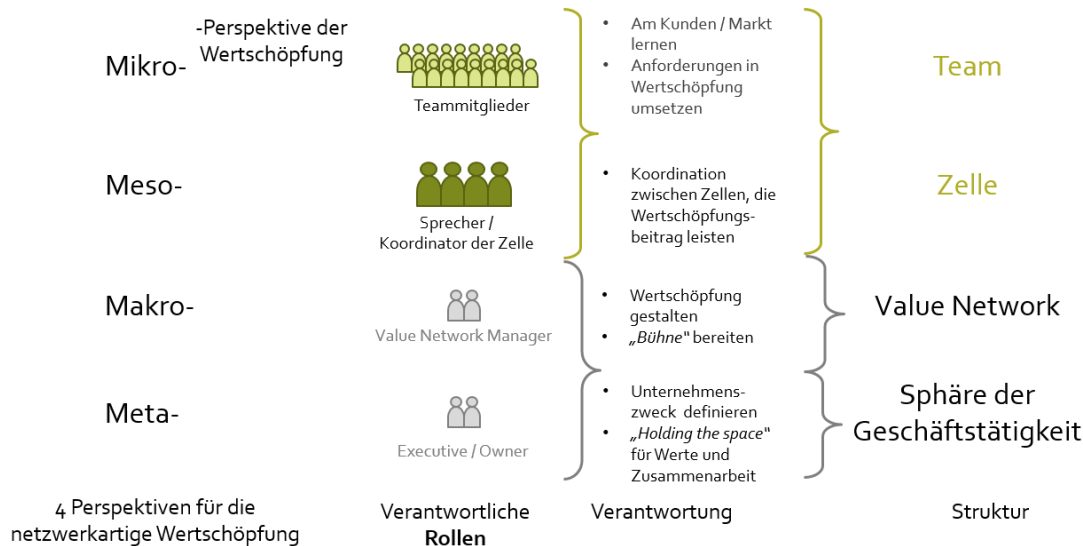 -Perspektive der
Wertschöpfung
Mikro-
Teammitglieder
• Am Kunden / Markt
lernen
• Anforderungen in
Wertschöpfung
umsetzen
Team
Meso-
Sprecher /
Koordinator der Zelle
• Koordination
zwischen Zellen, die
Wertschöpfungs-
beitrag leisten
Zelle
Makro-
Value Network Manager
• Wertschöpfung
gestalten
• „Bühne“ bereiten
Value Network
Meta-
Executive / Owner
• Unternehmens-
zweck definieren
• „Holding the space“
für Werte und
Zusammenarbeit
Sphäre der
Geschäftstätigkeit
4 Perspektiven für die
netzwerkartige Wertschöpfung
Verantwortliche
Rollen
Verantwortung
Struktur